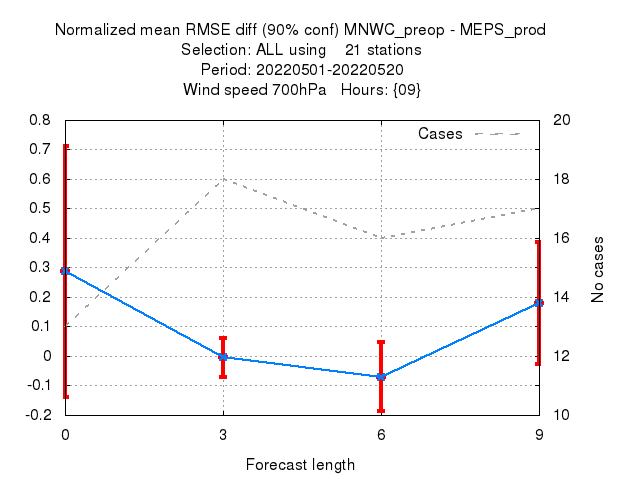 Normalized mean RMSE diff (90% conf) MNWC_preop - MEPS_prod
Selection: ALL using    21 stations
Period: 20220501-20220520
Wind speed 700hPa   Hours: {09}
Cases
0.8
0.7
0.6
0.5
0.4
0.3
0.2
0.1
0
-0.1
-0.2
20
18
16
14
12
10
No cases
0 3 6 9
Forecast length